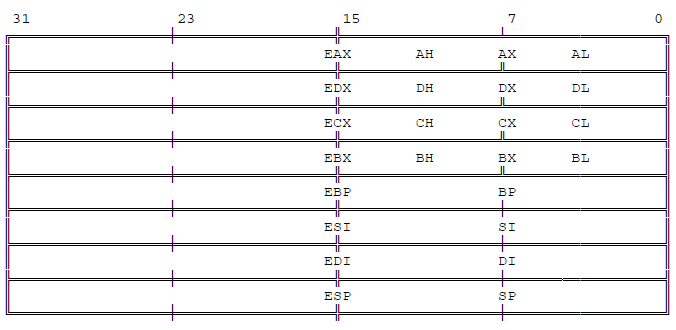 31 23 15 7 0
EAX AH AX AL
EDX DH DX DL
ECX CH CX CL
EBX BH BX BL
EBP BP
ESI SI
EDI DI
ESP SP